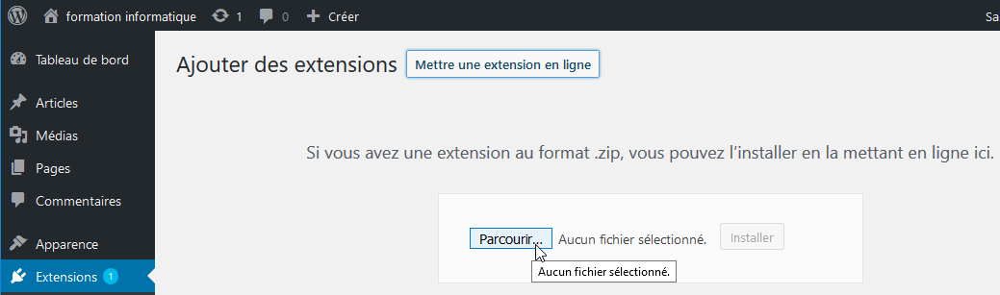 formation informatique 1 0 + Créer Sa
Tableau de bord
Articles
Médias
Pages
Commentaires
Apparence
Extensions 1
Ajouter des extensions Mettre une extension en ligne
Si vous avez une extension au format .zip, vous pouvez l’installer en la mettant en ligne ici.
Parcourir... Aucun fichier sélectionné. Installer
Aucun fichier sélectionné.